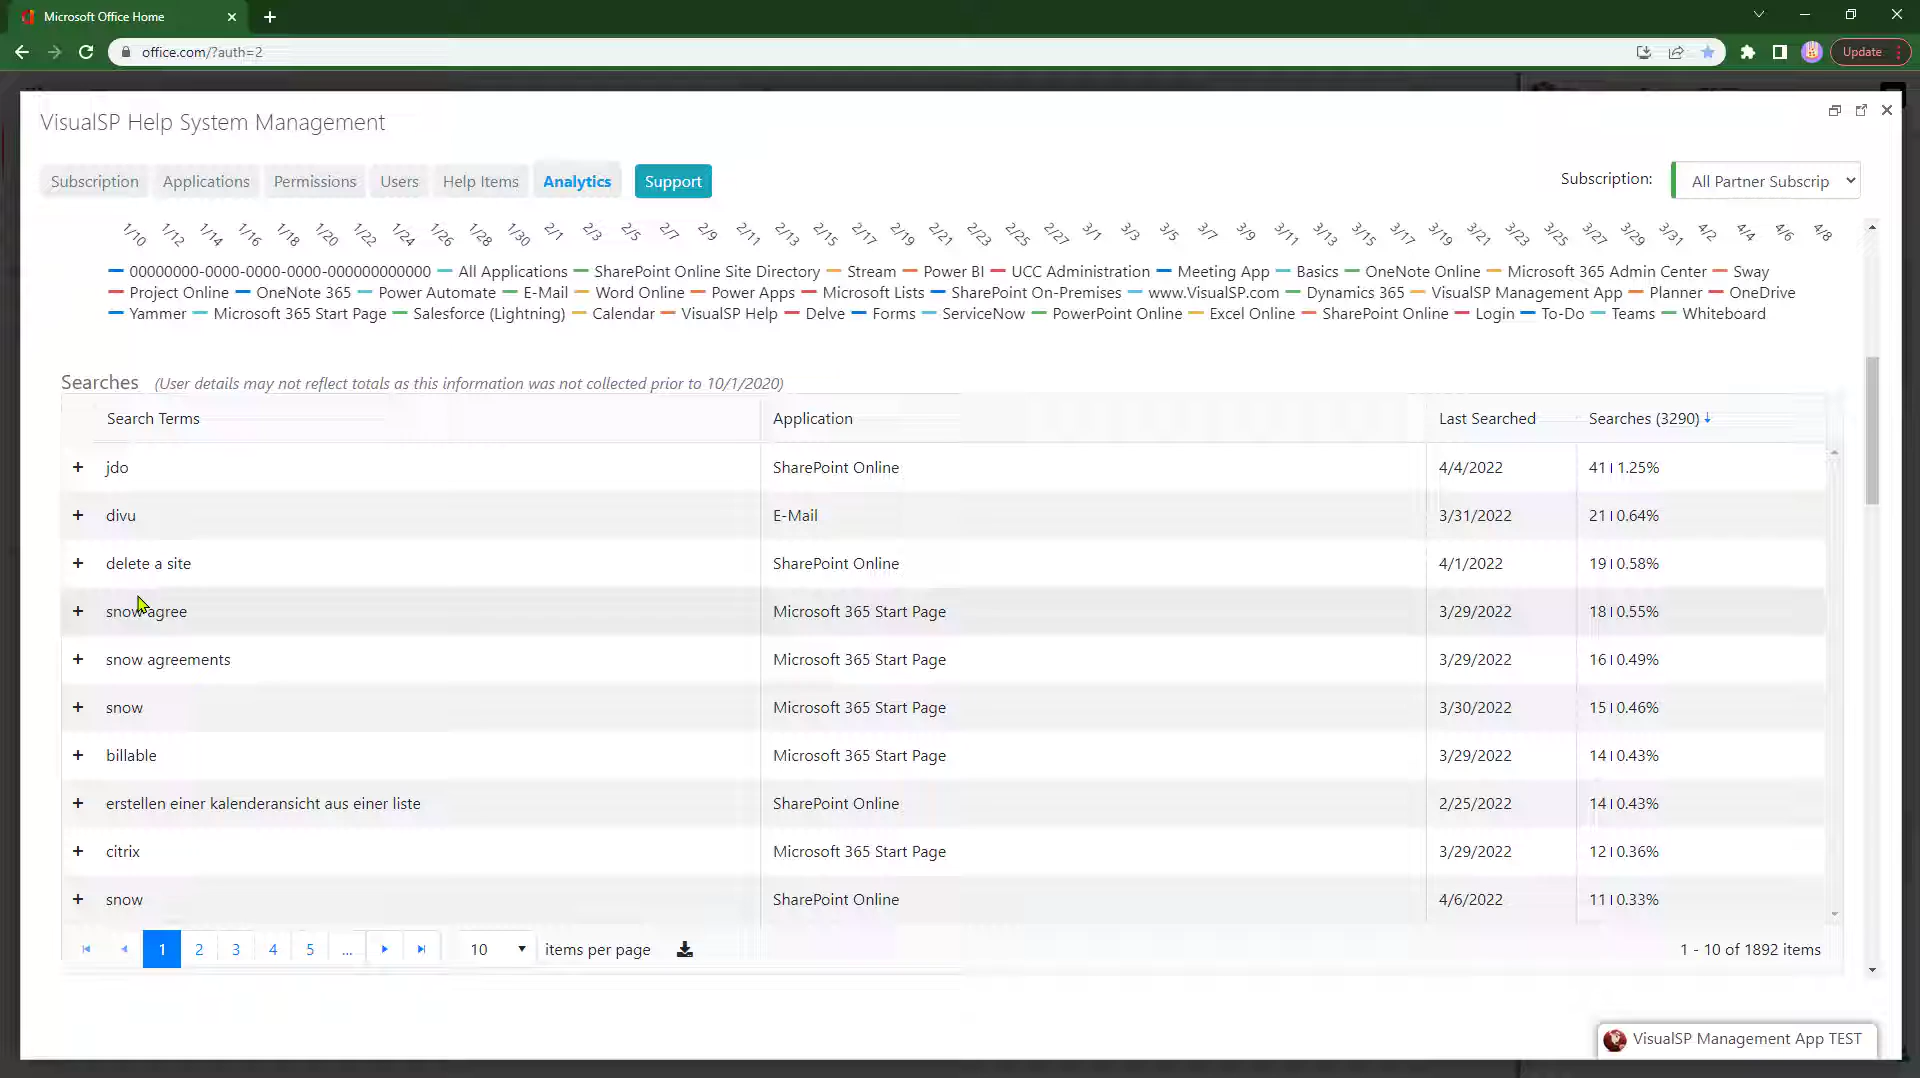 Microsoft Office Home
office.com/?auth=2
Update
VisualSP Help System Management
Subscription Applications Permissions Users Help Items Analytics Support
Subscription: All Partner Subscrip
1/10 1/12 1/14 1/16 1/18 1/20 1/22 1/24 1/26 1/28 1/30 2/1 2/3 2/5 2/7 2/9 2/11 2/13 2/15 2/17 2/19 2/21 2/23 2/25 2/27 3/1 3/3 3/5 3/7 3/9 3/11 3/13 3/15 3/17 3/19 3/21 3/23 3/25 3/27 3/29 3/31 4/2 4/4 4/6 4/8
00000000-0000-0000-0000-000000000000 All Applications SharePoint Online Site Directory Stream Power BI UCC Administration Meeting App Basics OneNote Online Microsoft 365 Admin Center Sway
Project Online OneNote 365 Power Automate E-Mail Word Online Power Apps Microsoft Lists SharePoint On-Premises www.VisualSP.com Dynamics 365 VisualSP Management App Planner OneDrive
Yammer Microsoft 365 Start Page Salesforce (Lightning) Calendar VisualSP Help Delve Forms ServiceNow PowerPoint Online Excel Online SharePoint Online Login To-Do Teams Whiteboard
Searches (User details may not reflect totals as this information was not collected prior to 10/1/2020)
Search Terms Application Last Searched Searches (3290)
+ jdo SharePoint Online 4/4/2022 41 | 1.25%
+ divu E-Mail 3/31/2022 21 | 0.64%
+ delete a site SharePoint Online 4/1/2022 19 | 0.58%
+ snow agree Microsoft 365 Start Page 3/29/2022 18 | 0.55%
+ snow agreements Microsoft 365 Start Page 3/29/2022 16 | 0.49%
+ snow Microsoft 365 Start Page 3/30/2022 15 | 0.46%
+ billable Microsoft 365 Start Page 3/29/2022 14 | 0.43%
+ erstellen einer kalenderansicht aus einer liste SharePoint Online 2/25/2022 14 | 0.43%
+ citrix Microsoft 365 Start Page 3/29/2022 12 | 0.36%
+ snow SharePoint Online 4/6/2022 11 | 0.33%
1 2 3 4 5 ... 10 items per page 1 - 10 of 1892 items
VisualSP Management App TEST